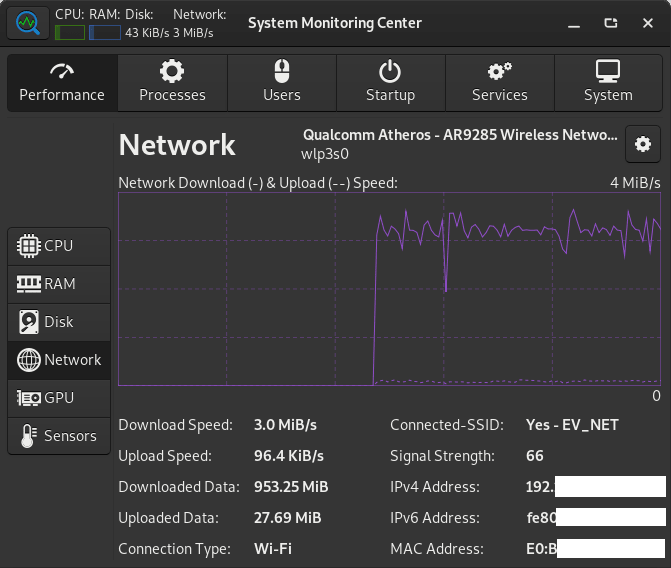 CPU: RAM: Disk: Network:
43 KiB/s 3 MiB/s
System Monitoring Center
Performance Processes Users Startup Services System
Network
Qualcomm Atheros - AR9285 Wireless Netwo...
wlp3s0
Network Download (-) & Upload (--) Speed: 4 MiB/s
CPU
RAM
Disk
Network
GPU
Sensors
0
Download Speed: 3.0 MiB/s Connected-SSID: Yes - EV_NET
Upload Speed: 96.4 KiB/s Signal Strength: 66
Downloaded Data: 953.25 MiB IPv4 Address: 192.
Uploaded Data: 27.69 MiB IPv6 Address: fe80
Connection Type: Wi-Fi MAC Address: E0:B